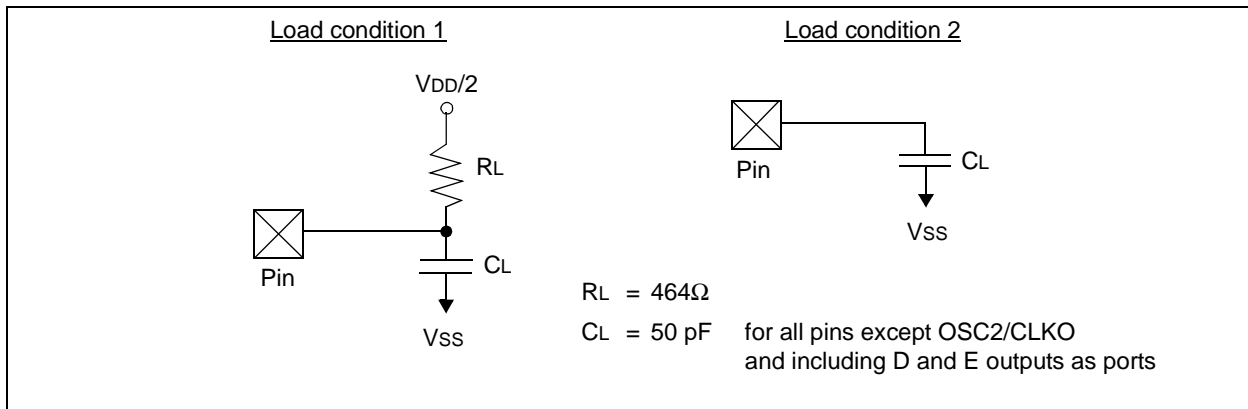 Load condition 1
Load condition 2
VDD/2
RL
Pin
CL
VSS
Pin
CL
VSS
RL = 464Ω
CL = 50 pF for all pins except OSC2/CLKO
and including D and E outputs as ports